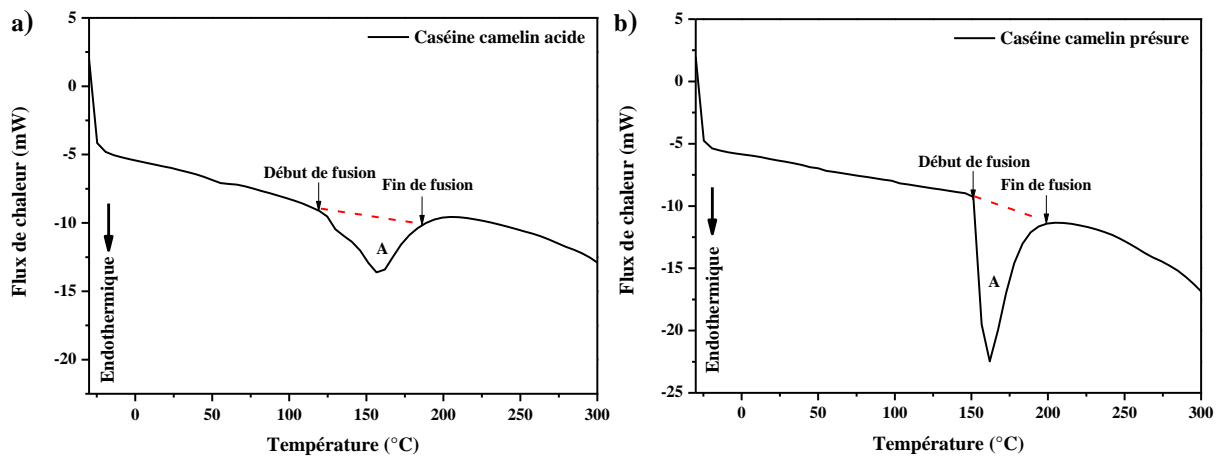 a)
Caséine camelin acide
5
0
-5
-10
-15
-20
Flux de chaleur (mW)
Début de fusion
Fin de fusion
A
Endothermique
0
50
100
150
200
250
300
Température (°C)
b)
Caséine camelin présure
5
0
-5
-10
-15
-20
-25
Flux de chaleur (mW)
Début de fusion
Fin de fusion
A
Endothermique
0
50
100
150
200
250
300
Température (°C)